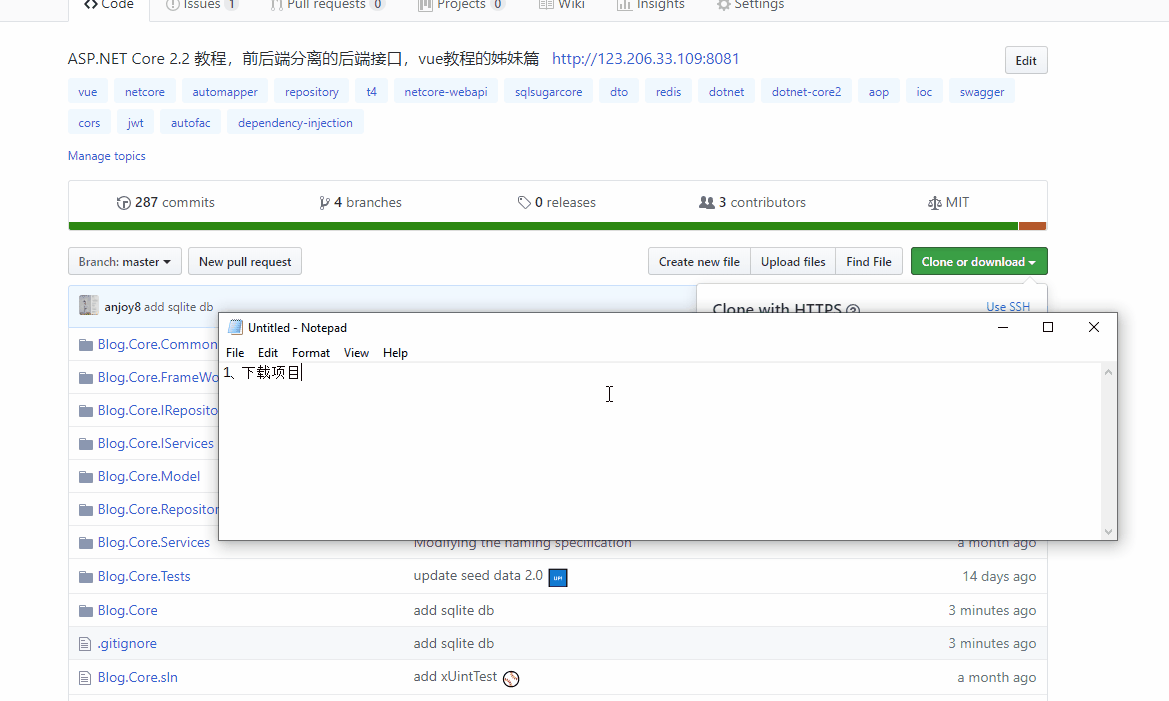 Code Issues 1 Pull requests 0 Projects 0 Wiki Insights Settings
ASP.NET Core 2.2 教程，前后端分离的后端接口，vue教程的姊妹篇 http://123.206.33.109:8081
Edit
vue netcore automapper repository t4 netcore-webapi sqlsugarcore dto redis dotnet dotnet-core2 aop ioc swagger
cors jwt autofac dependency-injection
Manage topics
287 commits 4 branches 0 releases 3 contributors MIT
Branch: master New pull request Create new file Upload files Find File Clone or download
anjoy8 add sqlite db
Clone with HTTPS Use SSH
Untitled - Notepad
File Edit Format View Help
1、下载项目
Blog.Core.Common
Blog.Core.FrameWo
Blog.Core.IReposito
Blog.Core.IServices
Blog.Core.Model
Blog.Core.Repositor
Blog.Core.Services Modifying the naming specification a month ago
Blog.Core.Tests update seed data 2.0 UP! 14 days ago
Blog.Core add sqlite db 3 minutes ago
.gitignore add sqlite db 3 minutes ago
Blog.Core.sln add xUintTest a month ago